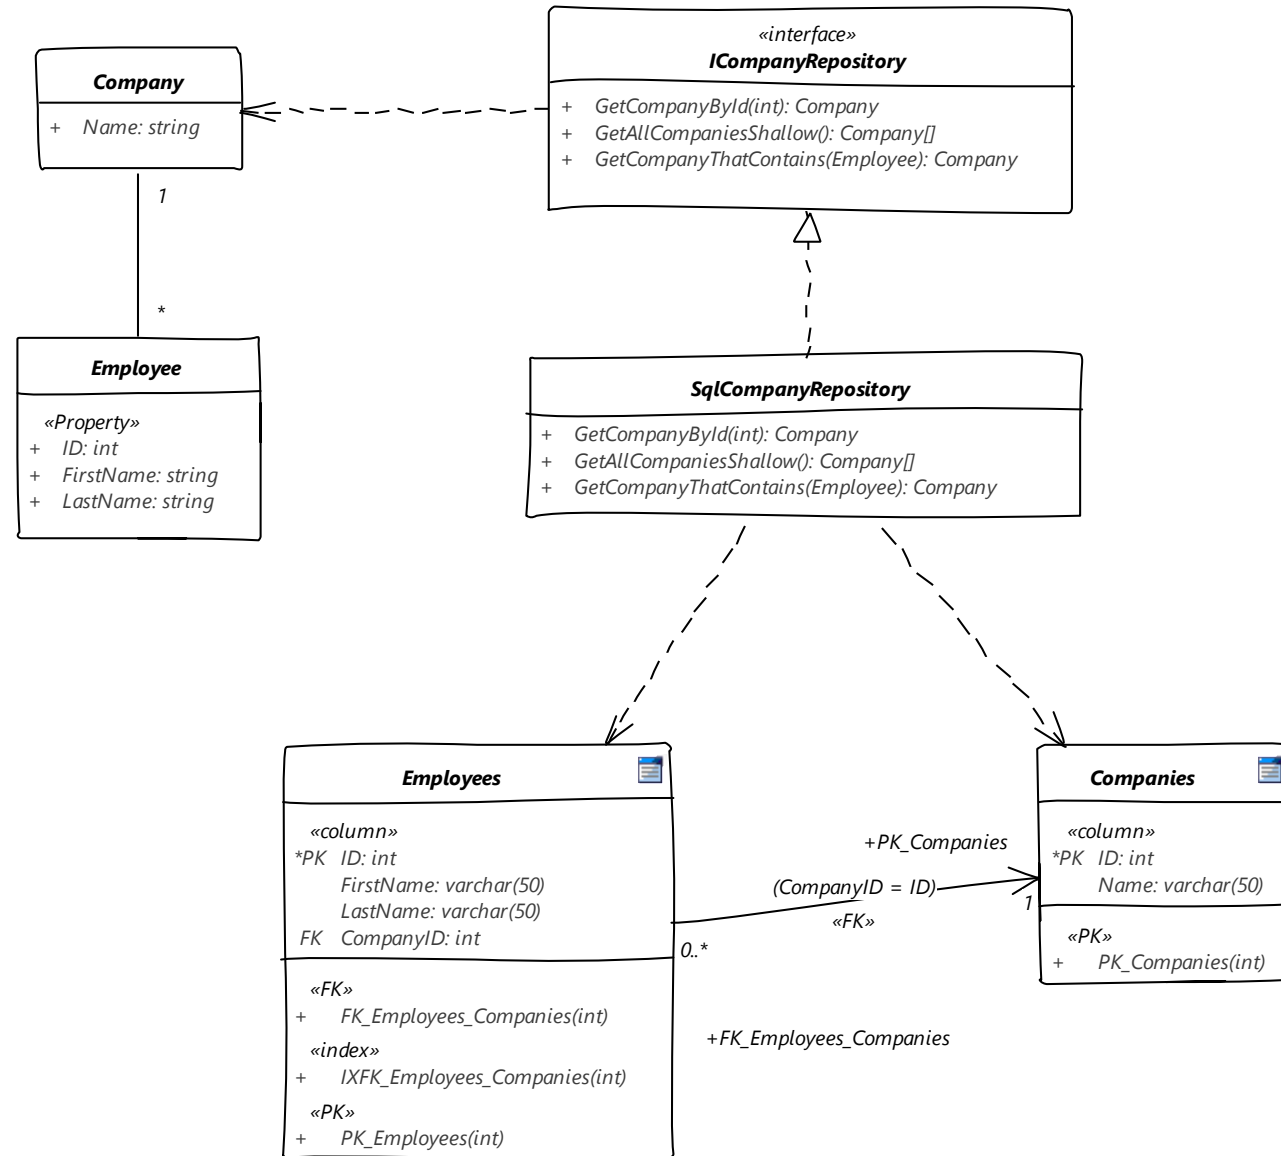 Company
+ Name: string
1
*
Employee
«Property»
+ ID: int
+ FirstName: string
+ LastName: string
«interface»
ICompanyRepository
+ GetCompanyById(int): Company
+ GetAllCompaniesShallow(): Company[]
+ GetCompanyThatContains(Employee): Company
SqlCompanyRepository
+ GetCompanyById(int): Company
+ GetAllCompaniesShallow(): Company[]
+ GetCompanyThatContains(Employee): Company
Employees
«column»
*PK ID: int
FirstName: varchar(50)
LastName: varchar(50)
FK CompanyID: int
«FK»
+ FK_Employees_Companies(int)
«index»
+ IXFK_Employees_Companies(int)
«PK»
+ PK_Employees(int)
+PK_Companies
(CompanyID = ID)
1
«FK»
0..*
+FK_Employees_Companies
Companies
«column»
*PK ID: int
Name: varchar(50)
«PK»
+ PK_Companies(int)